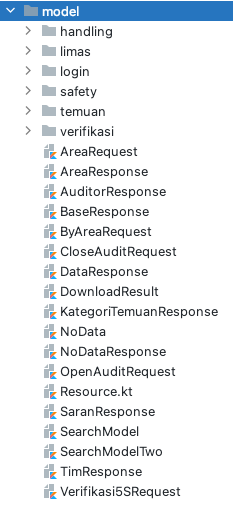 model
handling
limas
login
safety
temuan
verifikasi
AreaRequest
AreaResponse
AuditorResponse
BaseResponse
ByAreaRequest
CloseAuditRequest
DataResponse
DownloadResult
KategoriTemuanResponse
NoData
NoDataResponse
OpenAuditRequest
Resource.kt
SaranResponse
SearchModel
SearchModelTwo
TimResponse
Verifikasi5SRequest